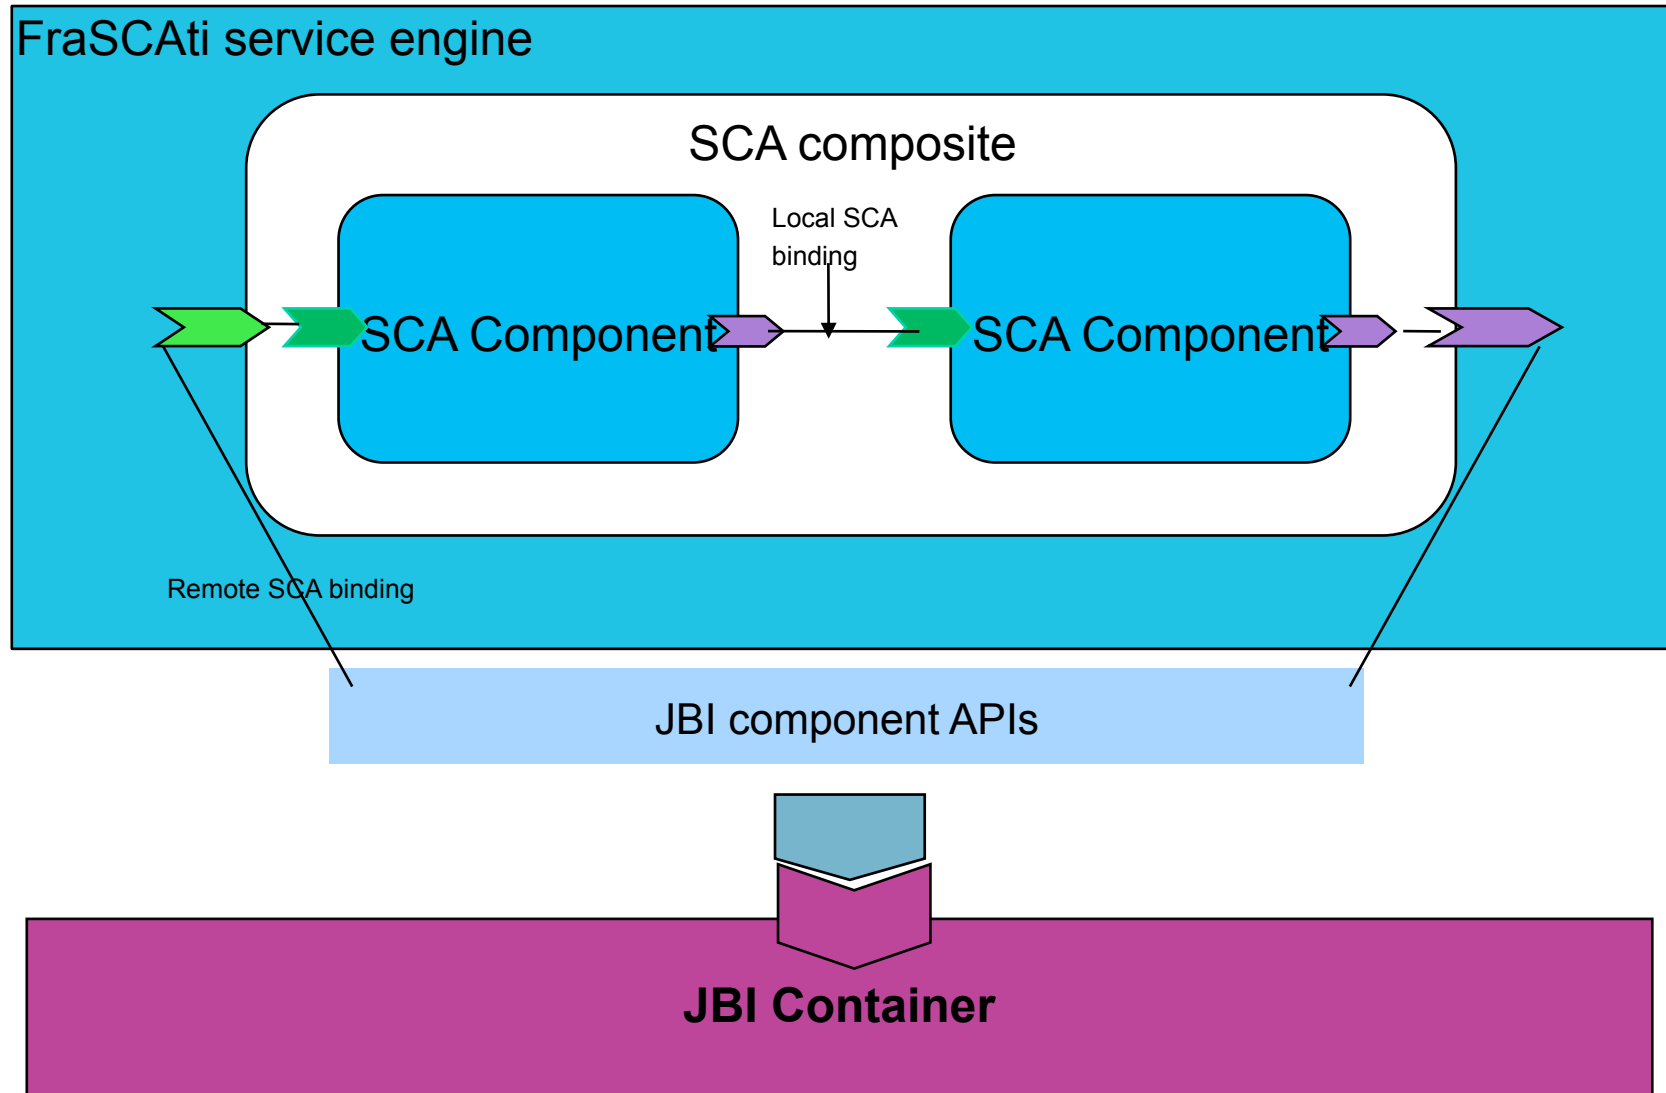 FraSCAti service engine
SCA composite
Local SCA
binding
SCA Component
SCA Component
Remote SCA binding
JBI component APIs
JBI Container